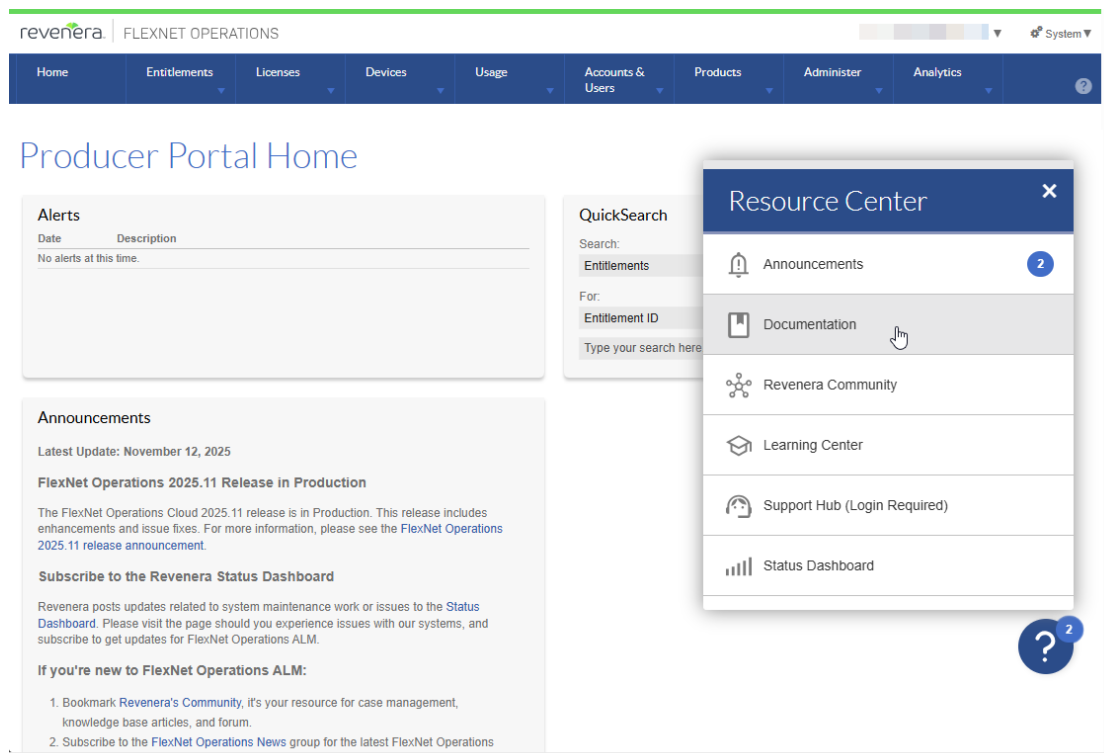 revenera. FLEXNET OPERATIONS
System
Home
Entitlements
Licenses
Devices
Usage
Accounts &
Users
Products
Administer
Analytics
?
Producer Portal Home
Alerts
Date Description
No alerts at this time.
QuickSearch
Search:
Entitlements
For:
Entitlement ID
Type your search here
Resource Center
Announcements 2
Documentation
Revenera Community
Learning Center
Support Hub (Login Required)
Status Dashboard
? 2
Announcements
Latest Update: November 12, 2025
FlexNet Operations 2025.11 Release in Production
The FlexNet Operations Cloud 2025.11 release is in Production. This release includes
enhancements and issue fixes. For more information, please see the FlexNet Operations
2025.11 release announcement.
Subscribe to the Revenera Status Dashboard
Revenera posts updates related to system maintenance work or issues to the Status
Dashboard. Please visit the page should you experience issues with our systems, and
subscribe to get updates for FlexNet Operations ALM.
If you're new to FlexNet Operations ALM:
1. Bookmark Revenera's Community, it's your resource for case management,
knowledge base articles, and forum.
2. Subscribe to the FlexNet Operations News group for the latest FlexNet Operations